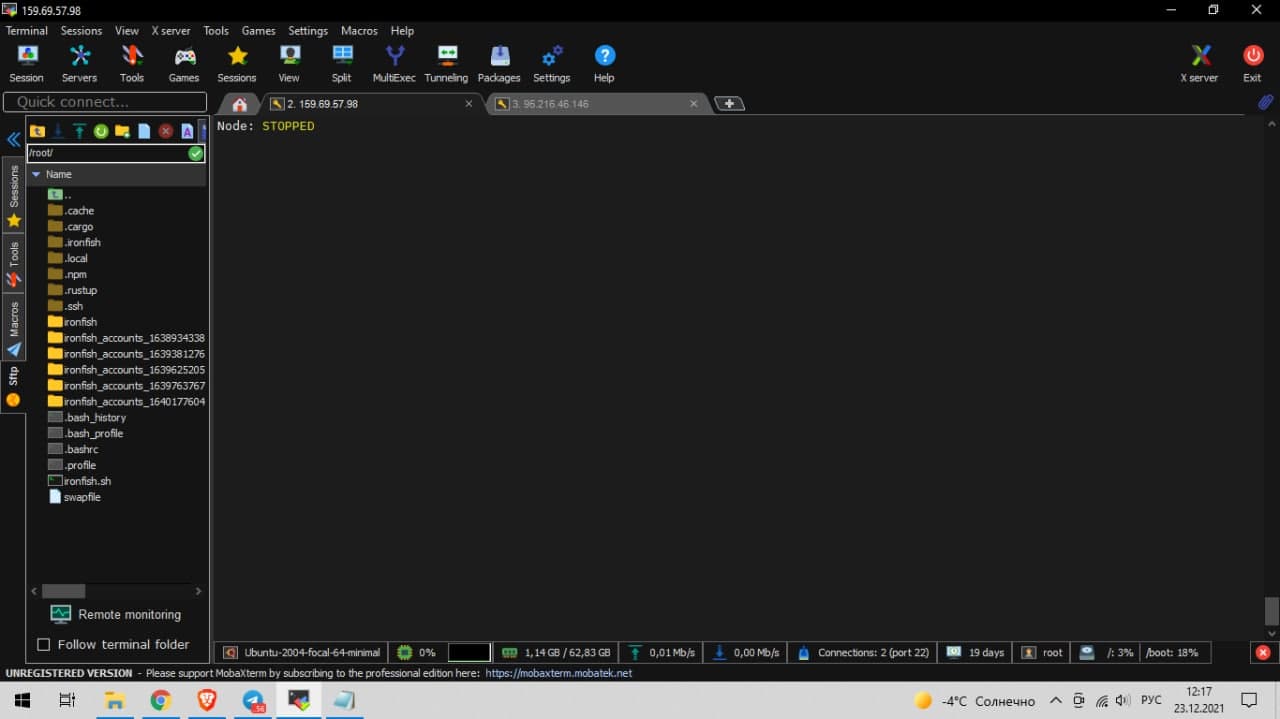 159.69.57.98
Terminal Sessions View X server Tools Games Settings Macros Help
Session Servers Tools Games Sessions View Split MultiExec Tunneling Packages Settings Help X server Exit
Quick connect...
2. 159.69.57.98
3. 95.216.46.146
/root/
Name
..
.cache
.cargo
.ironfish
.local
.npm
.rustup
.ssh
ironfish
ironfish_accounts_1638934338
ironfish_accounts_1639381276
ironfish_accounts_1639625205
ironfish_accounts_1639763767
ironfish_accounts_1640177604
.bash_history
.bash_profile
.bashrc
.profile
ironfish.sh
swapfile
Sessions
Tools
Macros
Sftp
Remote monitoring
Follow terminal folder
Node: STOPPED
Ubuntu-2004-focal-64-minimal 0% 1,14 GB / 62,83 GB 0,01 Mb/s 0,00 Mb/s Connections: 2 (port 22) 19 days root /: 3% /boot: 18%
UNREGISTERED VERSION - Please support MobaXterm by subscribing to the professional edition here: https://mobaxterm.mobatek.net
56
-4°C Солнечно
РУС
12:17
23.12.2021